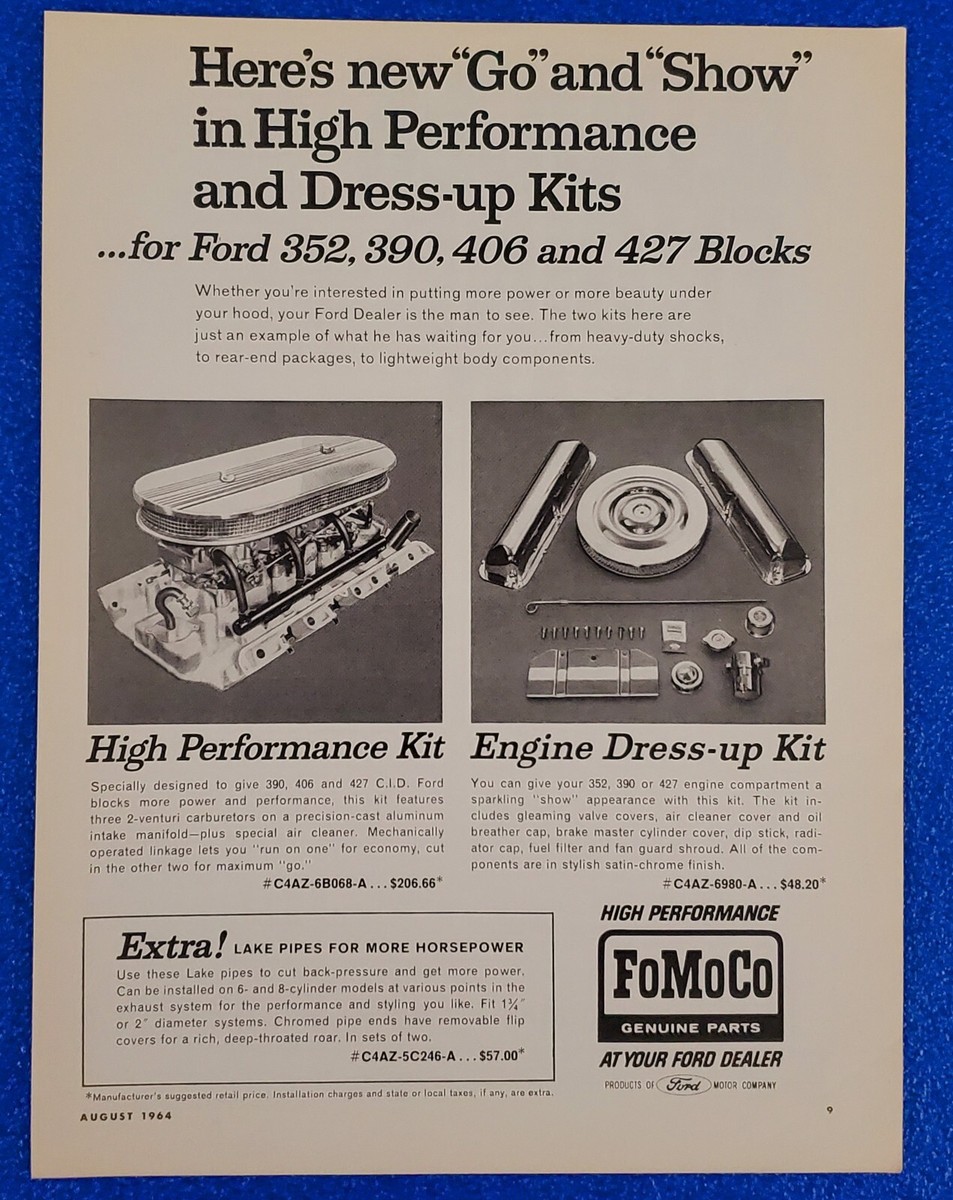 Here's new "Go" and "Show"
in High Performance
and Dress-up Kits
...for Ford 352, 390, 406 and 427 Blocks
Whether you're interested in putting more power or more beauty under
your hood, your Ford Dealer is the man to see. The two kits here are
just an example of what he has waiting for you...from heavy-duty shocks,
to rear-end packages, to lightweight body components.
High Performance Kit
Specially designed to give 390, 406 and 427 C.I.D. Ford
blocks more power and performance, this kit features
three 2-venturi carburetors on a precision-cast aluminum
intake manifold—plus special air cleaner. Mechanically
operated linkage lets you "run on one" for economy, cut
in the other two for maximum "go."
#C4AZ-6B068-A...$206.66*
Engine Dress-up Kit
You can give your 352, 390 or 427 engine compartment a
sparkling "show" appearance with this kit. The kit in-
cludes gleaming valve covers, air cleaner cover and oil
breather cap, brake master cylinder cover, dip stick, radi-
ator cap, fuel filter and fan guard shroud. All of the com-
ponents are in stylish satin-chrome finish.
#C4AZ-6980-A...$48.20*
Extra! LAKE PIPES FOR MORE HORSEPOWER
Use these Lake pipes to cut back-pressure and get more power.
Can be installed on 6- and 8-cylinder models at various points in the
exhaust system for the performance and styling you like. Fit 1¾"
or 2" diameter systems. Chromed pipe ends have removable flip
covers for a rich, deep-throated roar. In sets of two.
#C4AZ-5C246-A...$57.00*
HIGH PERFORMANCE
FoMoCo
GENUINE PARTS
AT YOUR FORD DEALER
PRODUCTS OF Ford MOTOR COMPANY
*Manufacturer's suggested retail price. Installation charges and state or local taxes, if any, are extra.
AUGUST 1964
9